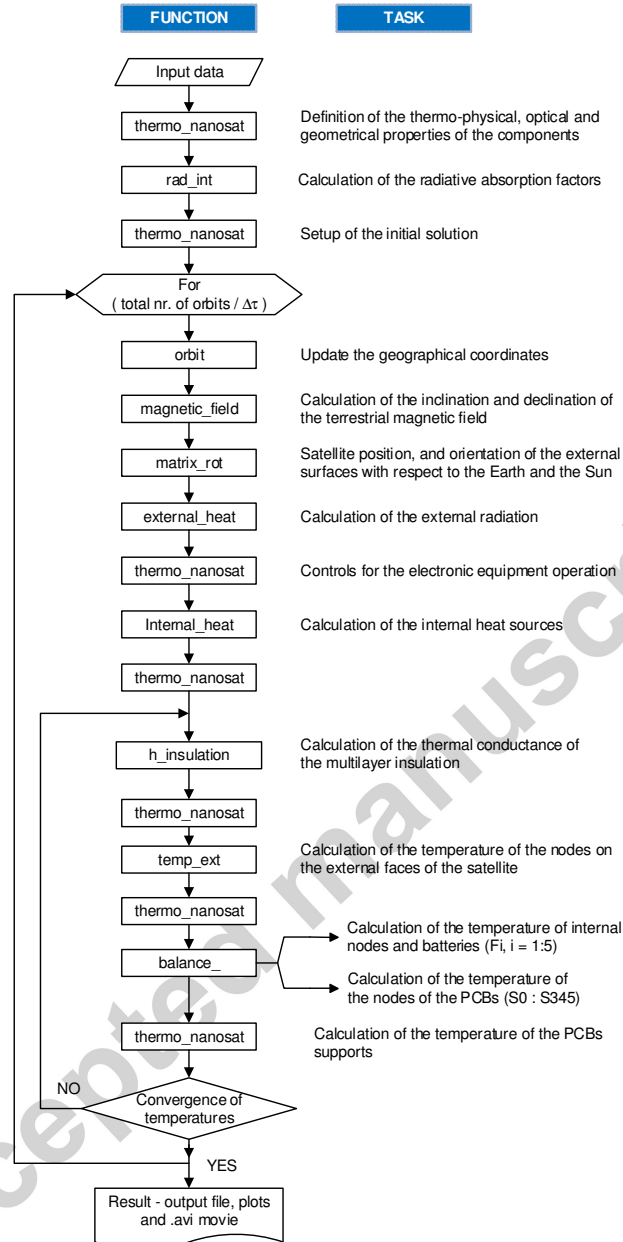 FUNCTION TASK
Input data
thermo_nanosat
Definition of the thermo-physical, optical and
geometrical properties of the components
rad_int
Calculation of the radiative absorption factors
thermo_nanosat
Setup of the initial solution
For
( total nr. of orbits / Δτ )
orbit
Update the geographical coordinates
magnetic_field
Calculation of the inclination and declination of
the terrestrial magnetic field
matrix_rot
Satellite position, and orientation of the external
surfaces with respect to the Earth and the Sun
external_heat
Calculation of the external radiation
thermo_nanosat
Controls for the electronic equipment operation
Internal_heat
Calculation of the internal heat sources
thermo_nanosat
h_insulation
Calculation of the thermal conductance of
the multilayer insulation
thermo_nanosat
temp_ext
Calculation of the temperature of the nodes on
the external faces of the satellite
thermo_nanosat
balance_
Calculation of the temperature of internal
nodes and batteries (Fi, i = 1:5)
Calculation of the temperature of
the nodes of the PCBs (S0 : S345)
thermo_nanosat
Calculation of the temperature of the PCBs
supports
NO
Convergence of
temperatures
YES
Result - output file, plots
and .avi movie
cepted manuscr